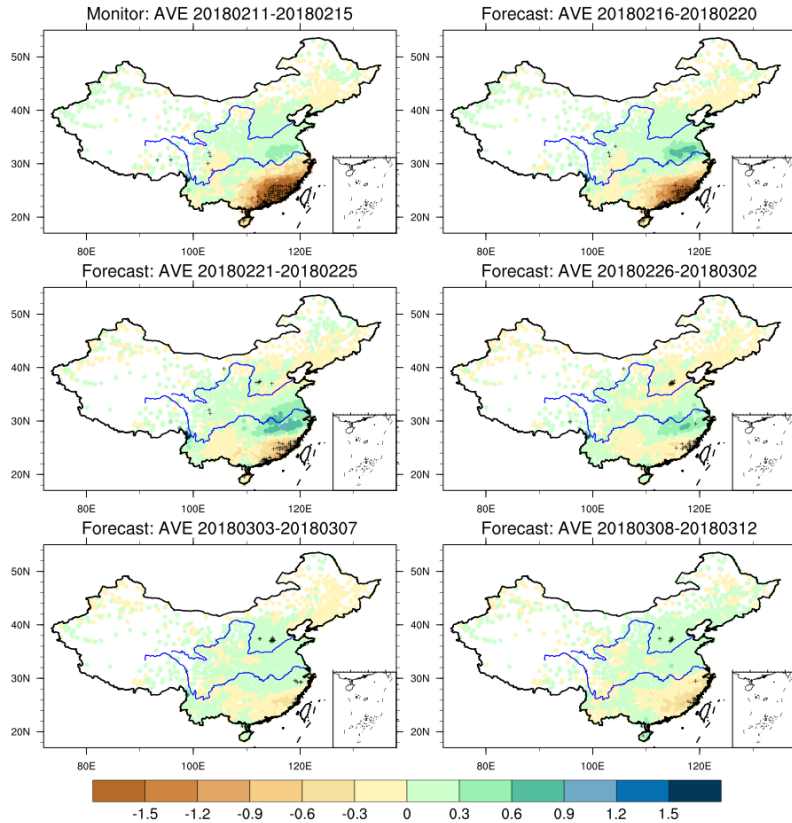 Monitor: AVE 20180211-20180215
Forecast: AVE 20180216-20180220
50N
40N
30N
20N
80E
100E
120E
50N
40N
30N
20N
80E
100E
120E
Forecast: AVE 20180221-20180225
Forecast: AVE 20180226-20180302
50N
40N
30N
20N
80E
100E
120E
50N
40N
30N
20N
80E
100E
120E
Forecast: AVE 20180303-20180307
Forecast: AVE 20180308-20180312
50N
40N
30N
20N
80E
100E
120E
50N
40N
30N
20N
80E
100E
120E
-1.5 -1.2 -0.9 -0.6 -0.3 0 0.3 0.6 0.9 1.2 1.5